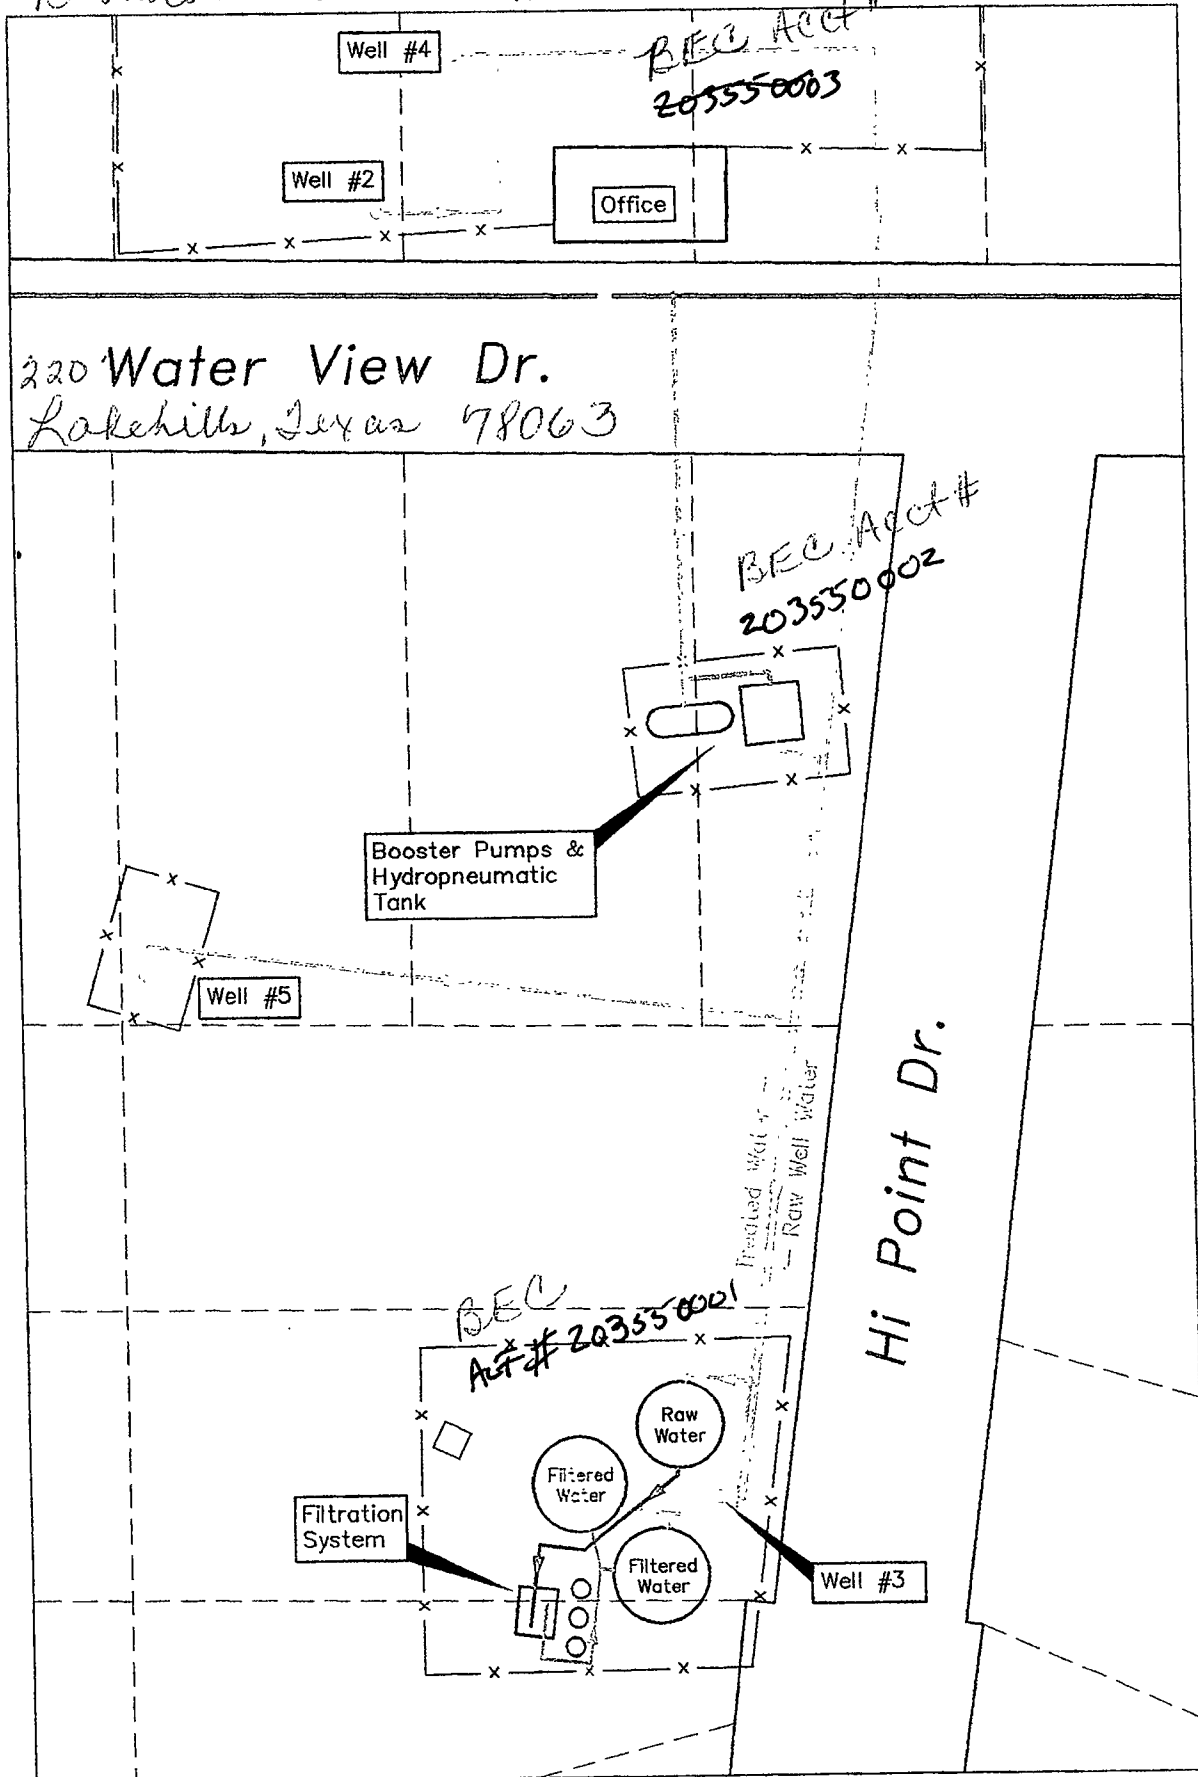 Well #4
BEC Acct #
203550003
Well #2
Office
220 Water View Dr.
Lakehills, Texas 78063
BEC Acct #
203550002
Booster Pumps &
Hydropneumatic
Tank
Well #5
Treated Water
Raw Well Water
Hi Point Dr.
BEC
Act # 203550001
Raw
Water
Filtered
Water
Filtration
System
Filtered
Water
Well #3